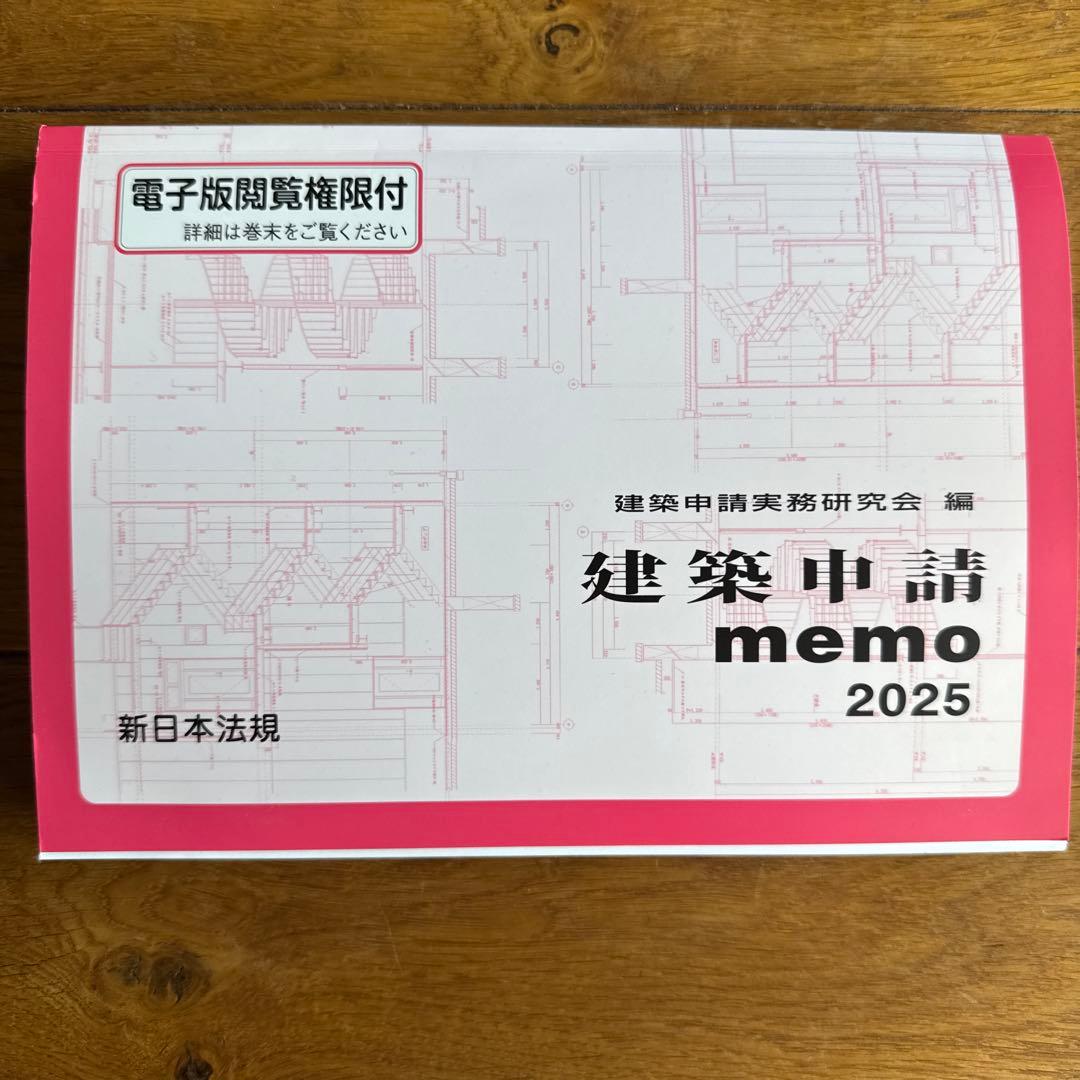 電子版閲覧権限付
詳細は巻末をご覧ください
建築申請実務研究会 編
建築申請
memo
2025
新日本法規